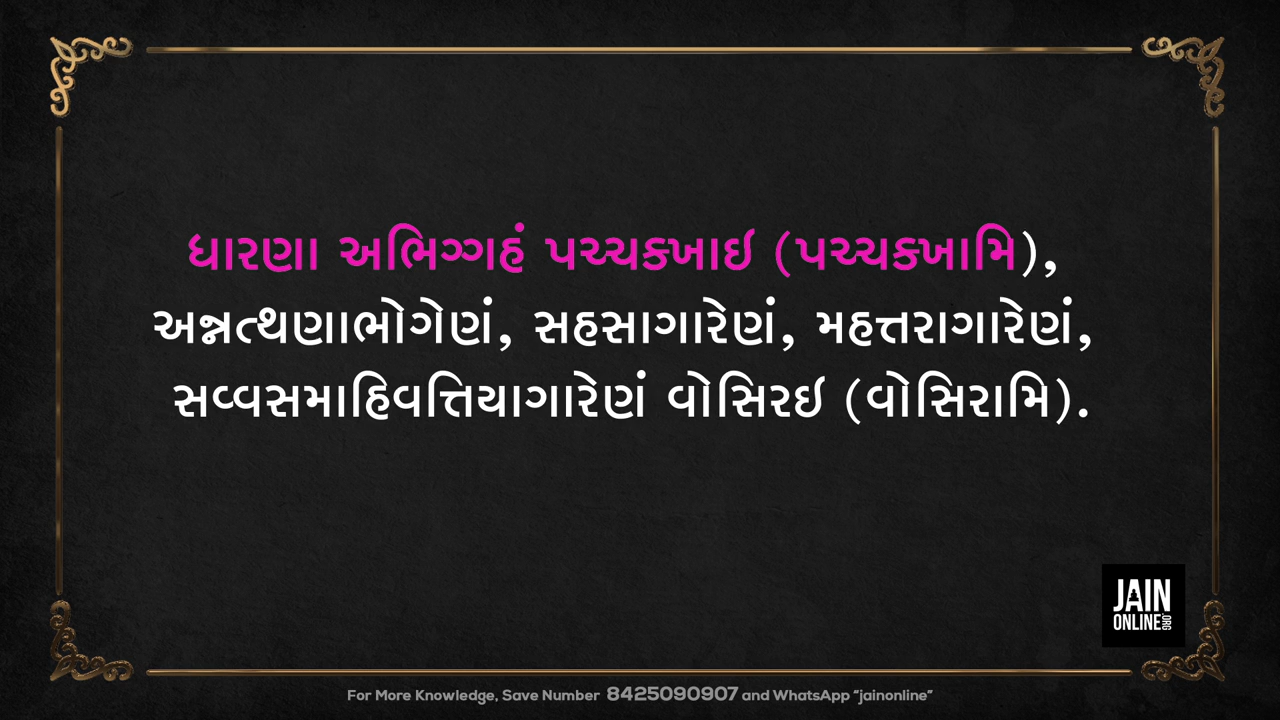 ધારણા અભિગ્ગહં પચ્ચક્ખાઇ (પચ્ચક્ખામિ),
અન્નત્થણાભોગેણં, સહસાગારેણં, મહત્તરાગારેણં,
સવ્વસમાહિવત્તિયાગારેણં વોસિરઇ (વોસિરામિ).
JAIN
ONLINE.ORG
For More Knowledge, Save Number 8425090907 and WhatsApp “jainonline”